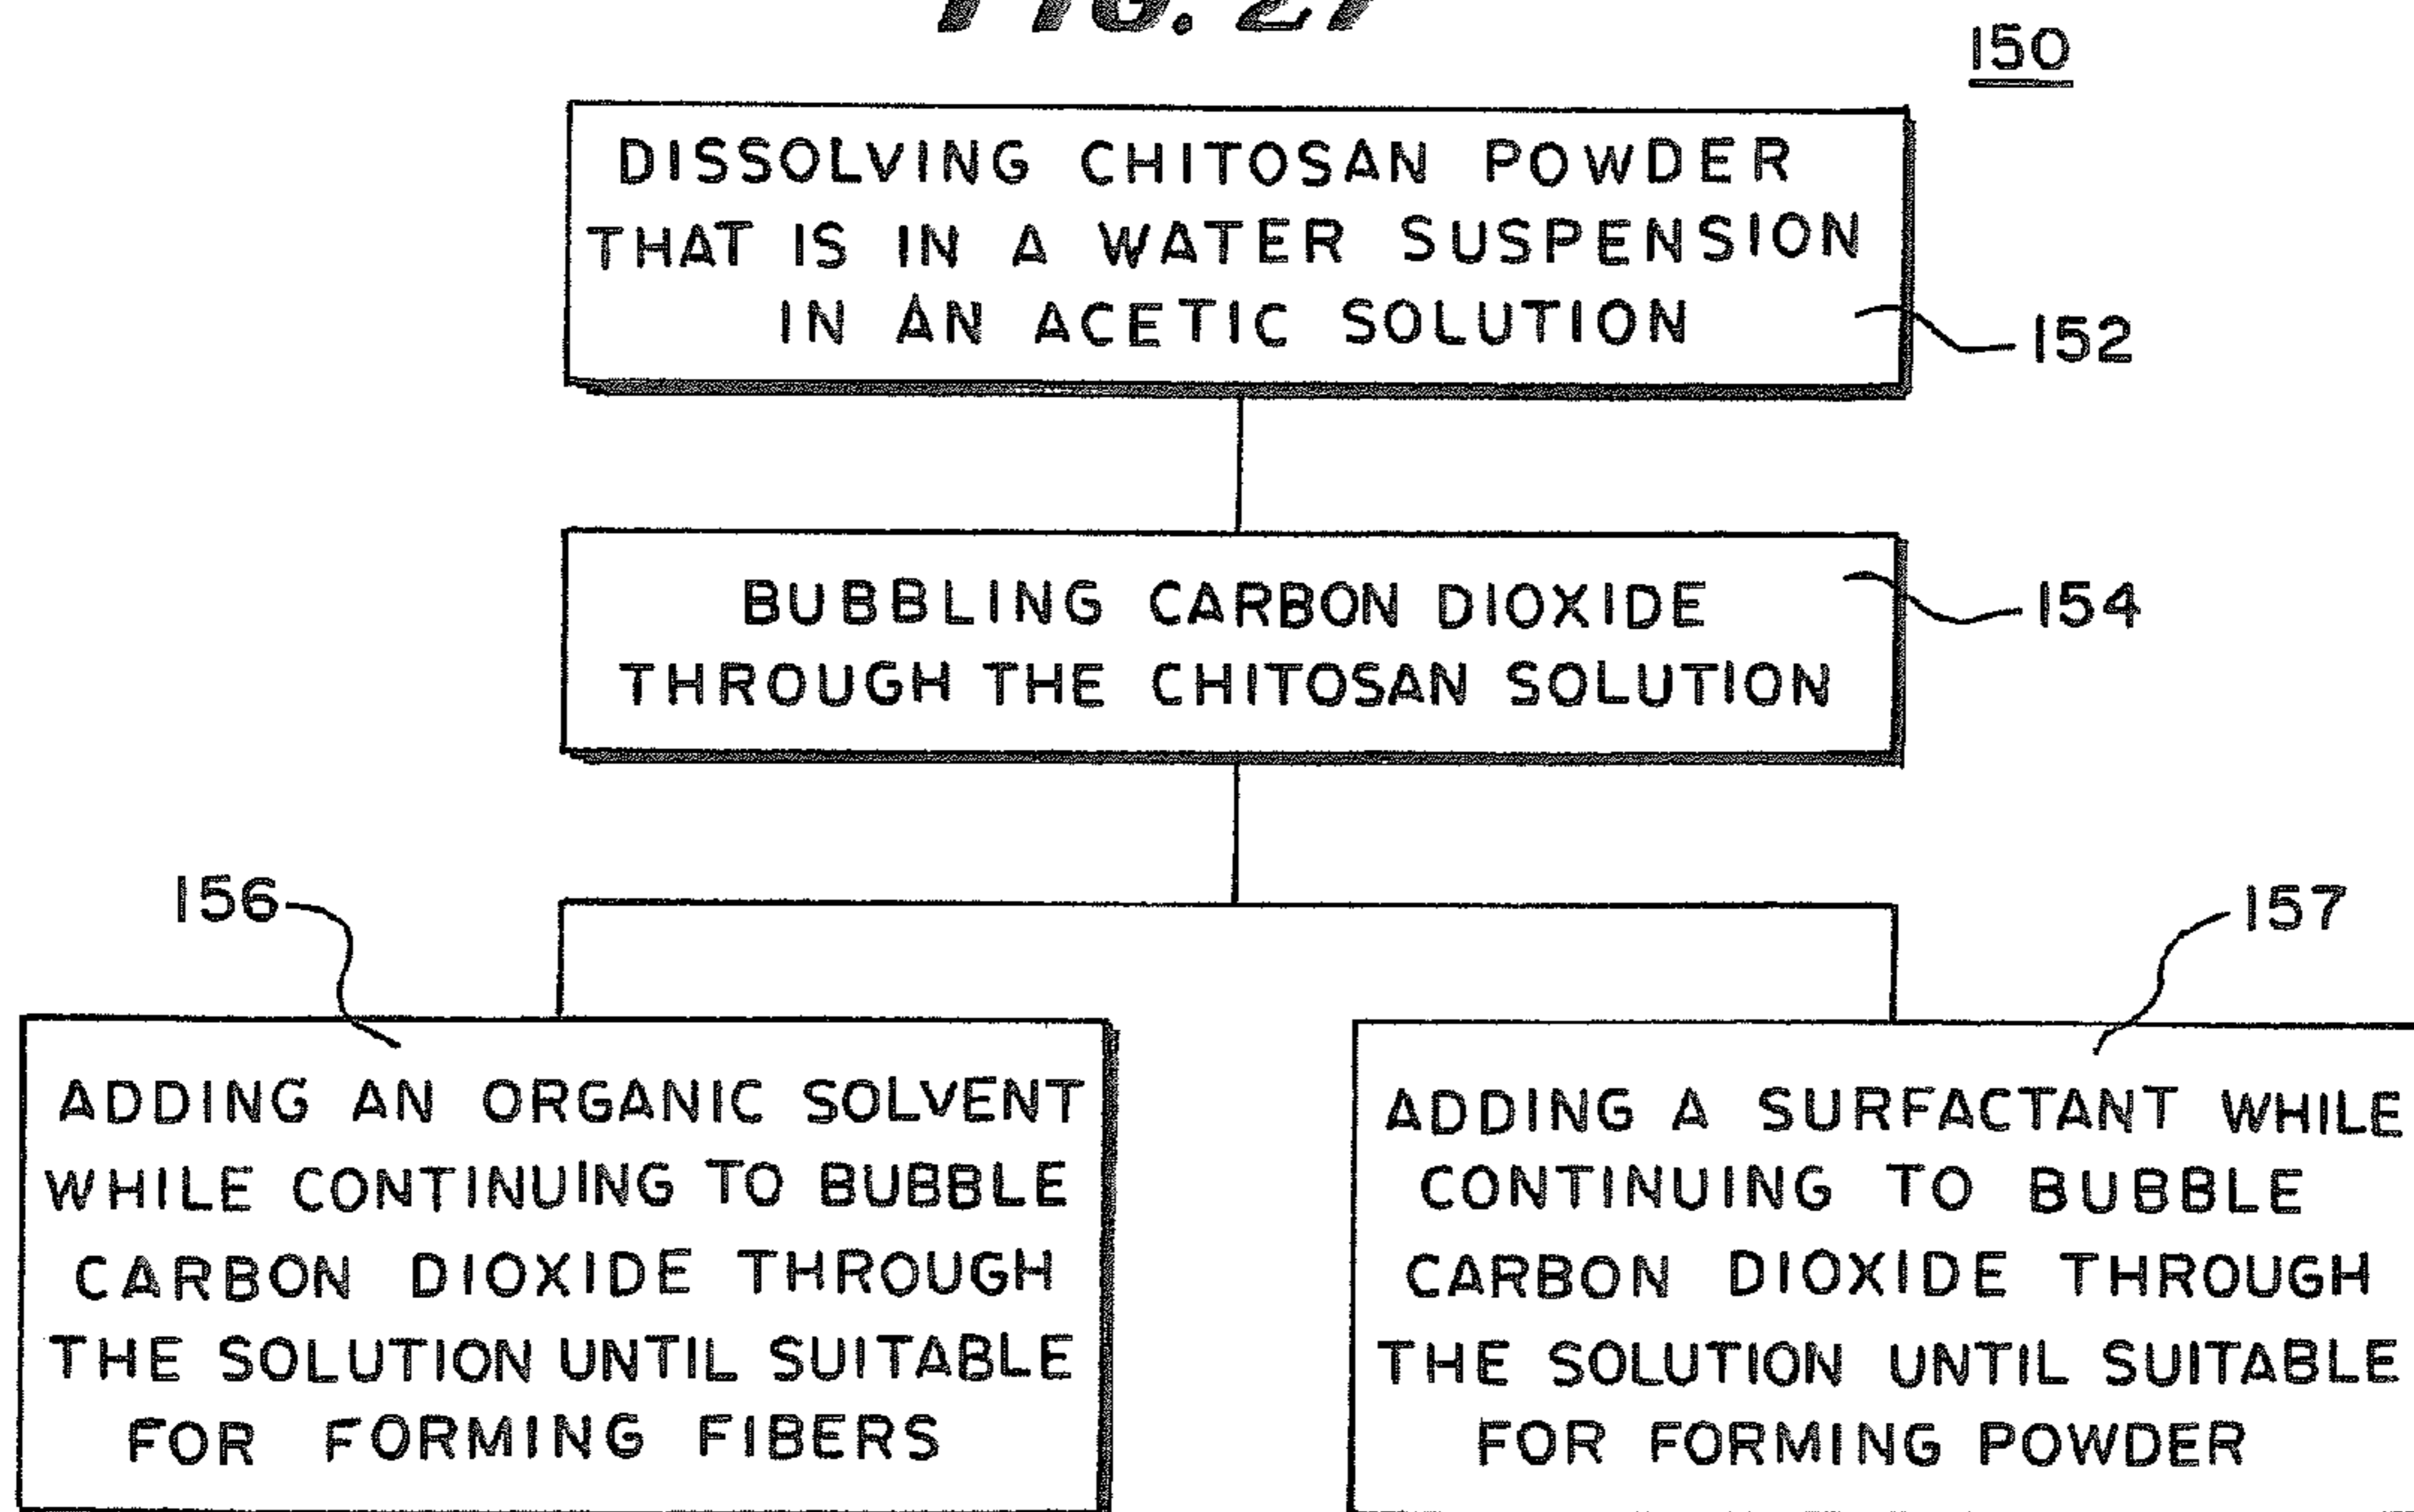 FIG. 27
150
DISSOLVING CHITOSAN POWDER
THAT IS IN A WATER SUSPENSION
IN AN ACETIC SOLUTION
152
BUBBLING CARBON DIOXIDE
THROUGH THE CHITOSAN SOLUTION
154
156
157
ADDING AN ORGANIC SOLVENT
WHILE CONTINUING TO BUBBLE
CARBON DIOXIDE THROUGH
THE SOLUTION UNTIL SUITABLE
FOR FORMING FIBERS
ADDING A SURFACTANT WHILE
CONTINUING TO BUBBLE
CARBON DIOXIDE THROUGH
THE SOLUTION UNTIL SUITABLE
FOR FORMING POWDER